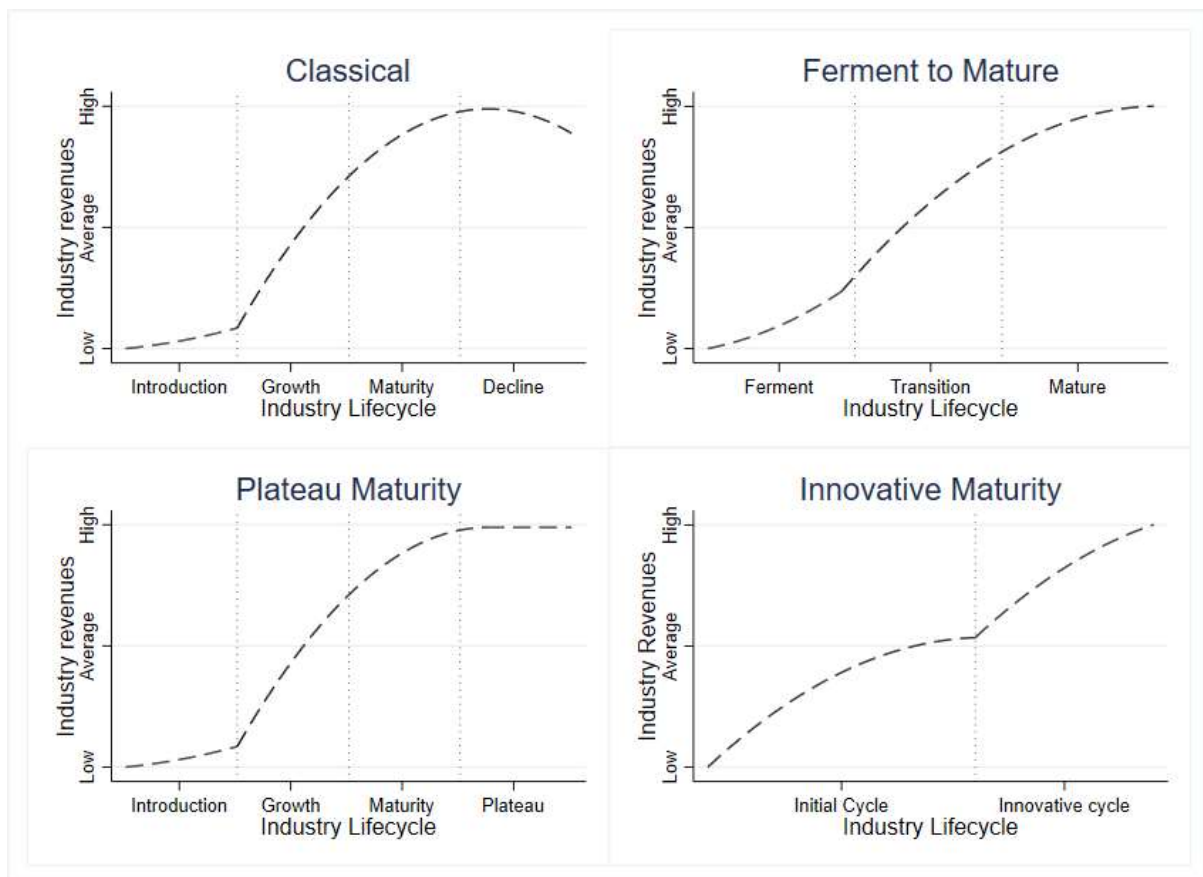 Classical
High
Average
Low
Industry revenues
Introduction Growth Maturity Decline
Industry Lifecycle
Ferment to Mature
High
Average
Low
Industry revenues
Ferment Transition Mature
Industry Lifecycle
Plateau Maturity
High
Average
Low
Industry revenues
Introduction Growth Maturity Plateau
Industry Lifecycle
Innovative Maturity
High
Average
Low
Industry Revenues
Initial Cycle Innovative cycle
Industry Lifecycle